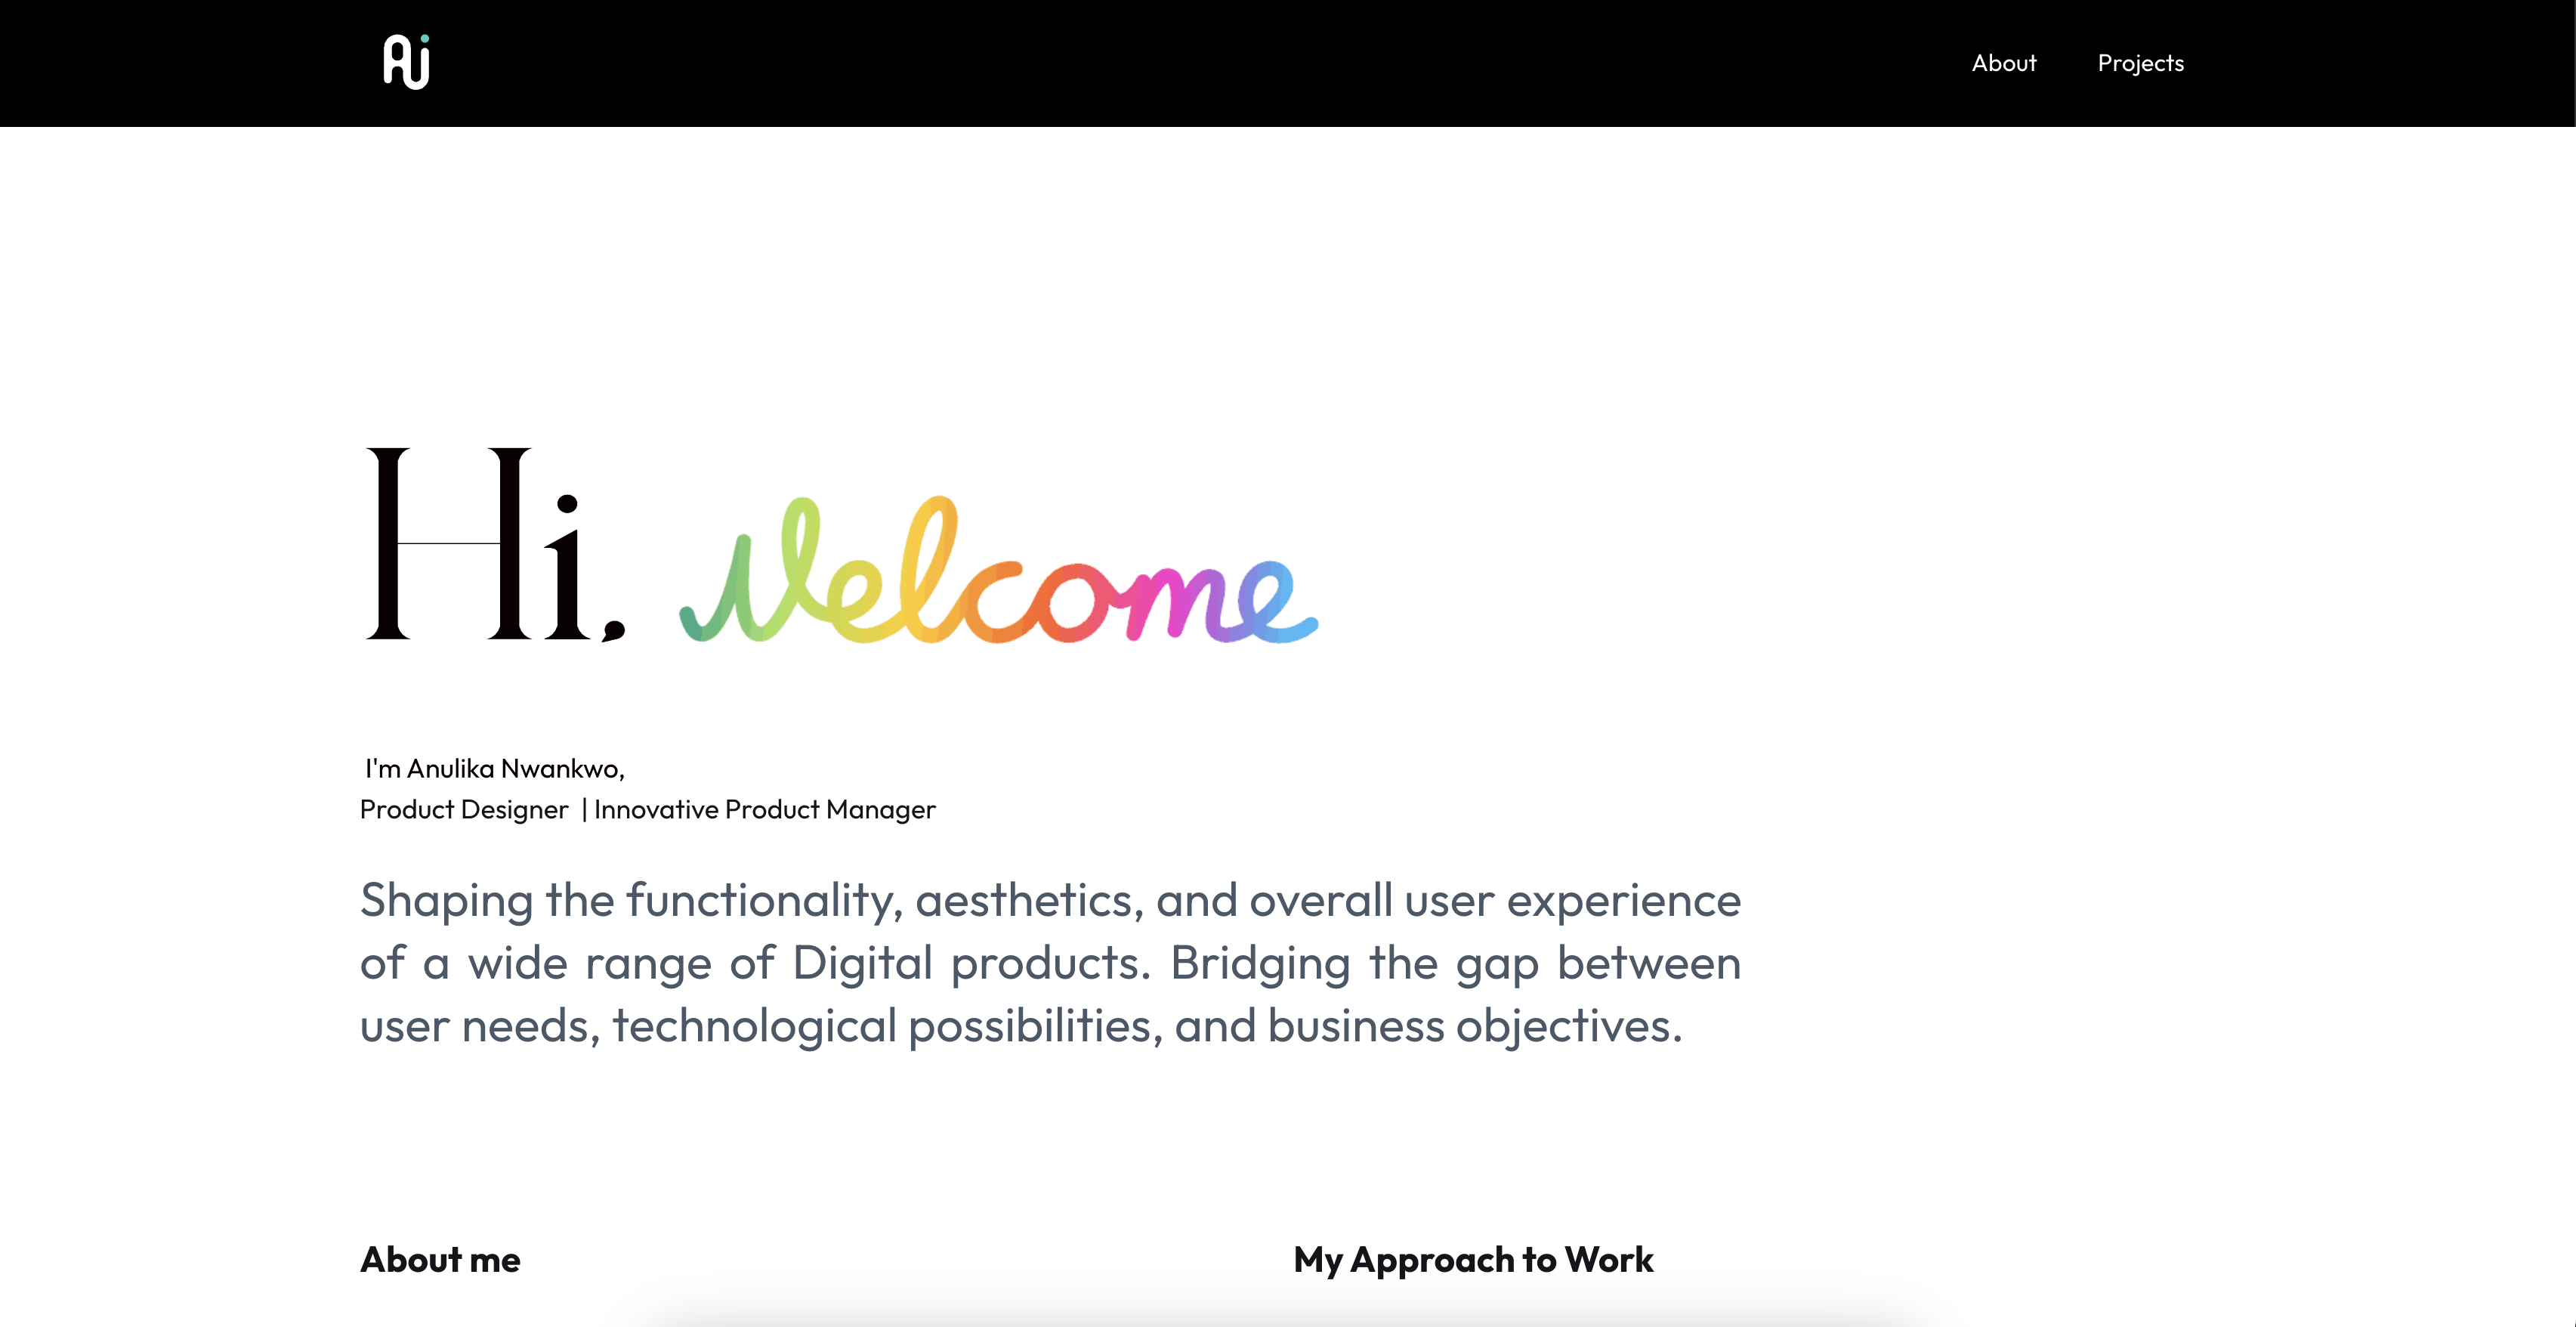 AJ
About Projects
Hi, Welcome
I'm Anulika Nwankwo,
Product Designer | Innovative Product Manager
Shaping the functionality, aesthetics, and overall user experience
of a wide range of Digital products. Bridging the gap between
user needs, technological possibilities, and business objectives.
About me My Approach to Work